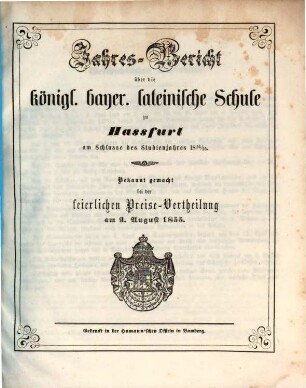 Jahres-Bericht
über die
königl. bayer. lateinische Schule
zu
Hassfurt
am Schlusse des Studienjahres 1854/55.
Bekannt gemacht
bei der
feierlichen Preise-Vertheilung
am August 1855.
Gedruckt in der Humann'schen Offizin in Bamberg.